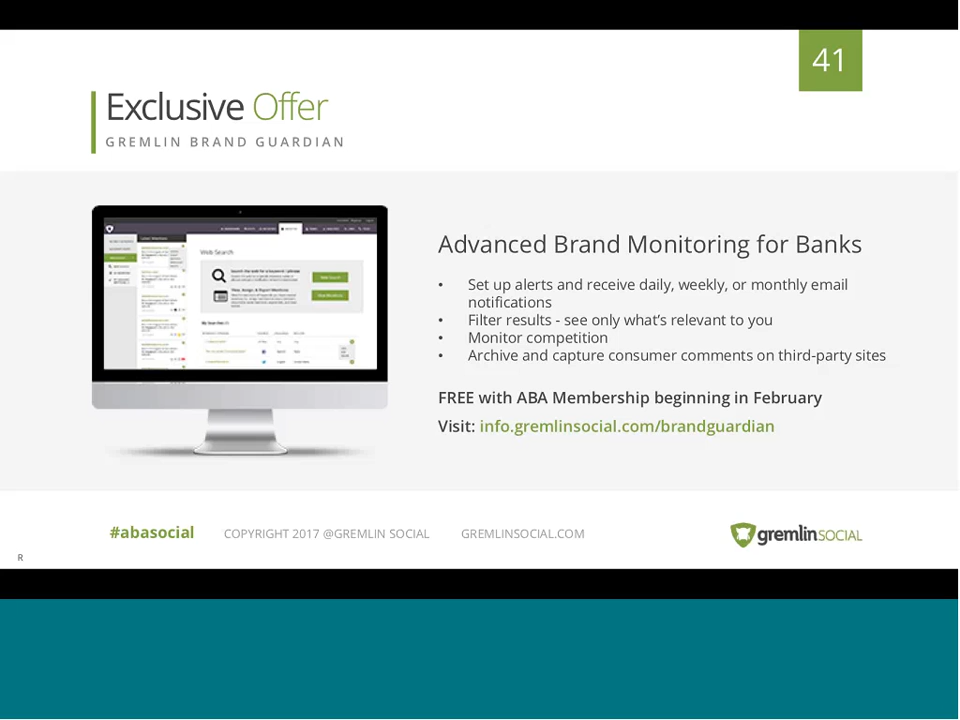 41
Exclusive Offer
GREMLIN BRAND GUARDIAN
Web Search
Advanced Brand Monitoring for Banks
• Set up alerts and receive daily, weekly, or monthly email
notifications
• Filter results - see only what's relevant to you
• Monitor competition
• Archive and capture consumer comments on third-party sites
FREE with ABA Membership beginning in February
Visit: info.gremlinsocial.com/brandguardian
#abasocial COPYRIGHT 2017 @GREMLIN SOCIAL GREMLINSOCIAL.COM gremlinSOCIAL
R